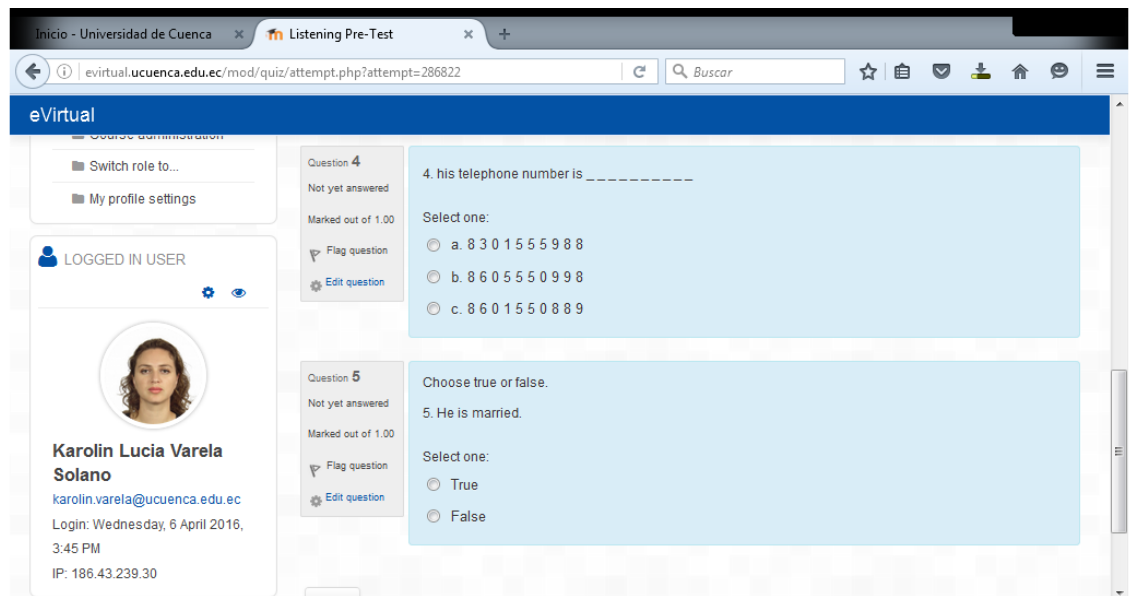 Inicio - Universidad de Cuenca
Listening Pre-Test
evirtual.ucuenca.edu.ec/mod/quiz/attempt.php?attempt=286822
Buscar
eVirtual
Course administration
Switch role to...
My profile settings
LOGGED IN USER
Karolin Lucia Varela
Solano
karolin.varela@ucuenca.edu.ec
Login: Wednesday, 6 April 2016,
3:45 PM
IP: 186.43.239.30
Question 4
Not yet answered
Marked out of 1.00
Flag question
Edit question
4. his telephone number is _ _ _ _ _ _ _ _ _ _
Select one:
a. 8 3 0 1 5 5 5 9 8 8
b. 8 6 0 5 5 5 0 9 9 8
c. 8 6 0 1 5 5 0 8 8 9
Question 5
Not yet answered
Marked out of 1.00
Flag question
Edit question
Choose true or false.
5. He is married.
Select one:
True
False